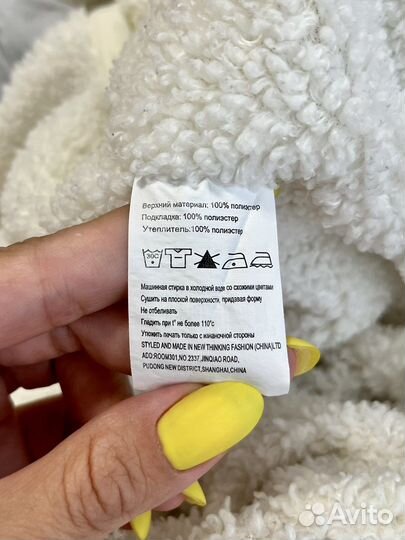 Верхний материал: 100% полиэстер
Подкладка: 100% полиэстер
Утеплитель:100% полиэстер
30C
Машинная стирка в холодной воде со схожими цветами
Сушить на плоской поверхности, придавая форму
Не отбеливать
Гладить при t° не более 110°c
Утюжить печать только с изнаночной стороны
STYLED AND MADE IN NEW THINKING FASHION (CHINA)LTD
ADD:ROOM301,NO.2337,JINQIAO ROAD,
PUDONG NEW DISTRICT,SHANGHAI,CHINA
Avito